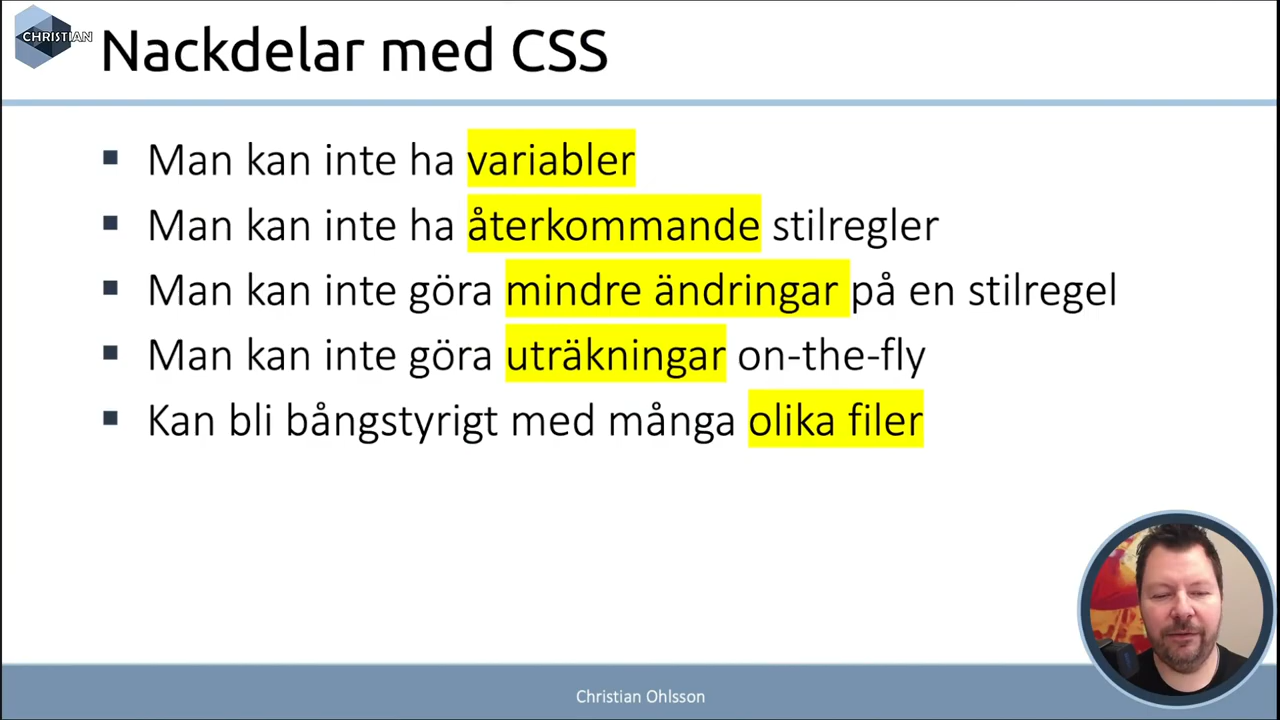 CHRISTIAN
Nackdelar med CSS
Man kan inte ha variabler
Man kan inte ha återkommande stilregler
Man kan inte göra mindre ändringar på en stilregel
Man kan inte göra uträkningar on-the-fly
Kan bli bångstyrigt med många olika filer
Christian Ohlsson